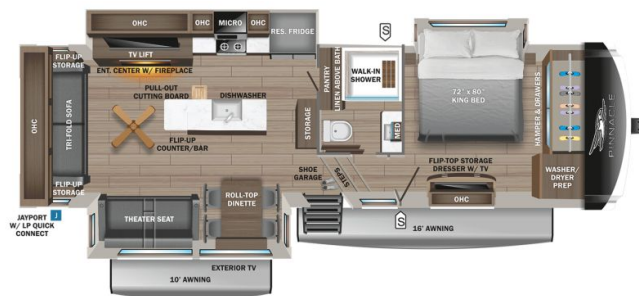 OHC
OHC
MICRO
OHC
RES. FRIDGE
FLIP-UP
STORAGE
TV LIFT
ENT. CENTER W/ FIREPLACE
PULL-OUT
CUTTING BOARD
DISHWASHER
OHC
TRI-FOLD SOFA
FLIP-UP
COUNTER/BAR
STORAGE
PANTRY
LINEN ABOVE BATH
S
WALK-IN
SHOWER
MED
72" x 80"
KING BED
HAMPER & DRAWERS
PINNACLE
FLIP-UP
STORAGE
SHOE
GARAGE
STEPS
FLIP-TOP STORAGE
DRESSER W/ TV
OHC
WASHER/
DRYER
PREP
JAYPORT J
W/ LP QUICK
CONNECT
THEATER SEAT
ROLL-TOP
DINETTE
S
16' AWNING
EXTERIOR TV
10' AWNING